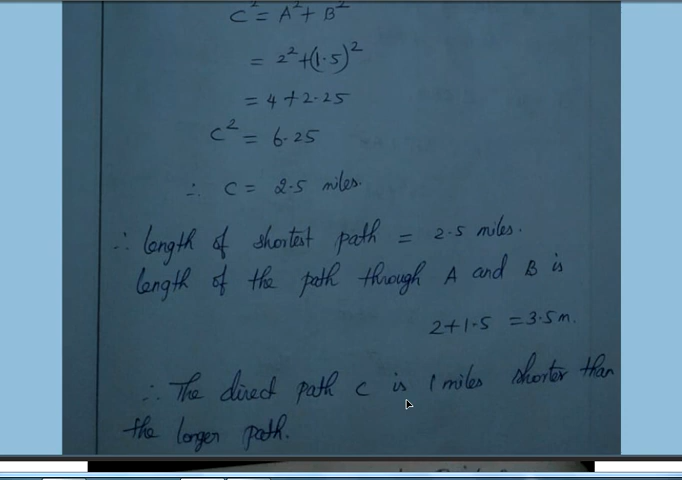 C² = A² + B²
= 2² + (1.5)²
= 4 + 2.25
C² = 6.25
∴ C = 2.5 miles.
∴ length of shortest path = 2.5 miles.
length of the path through A and B is
2 + 1.5 = 3.5 m.
∴ The direct path C is 1 miles shorter than
the longer path.